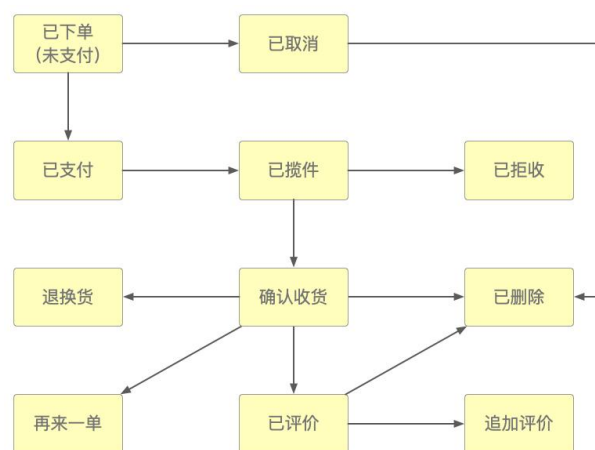 已下单
(未支付)
已取消
已支付
已揽件
已拒收
退换货
确认收货
已删除
再来一单
已评价
追加评价